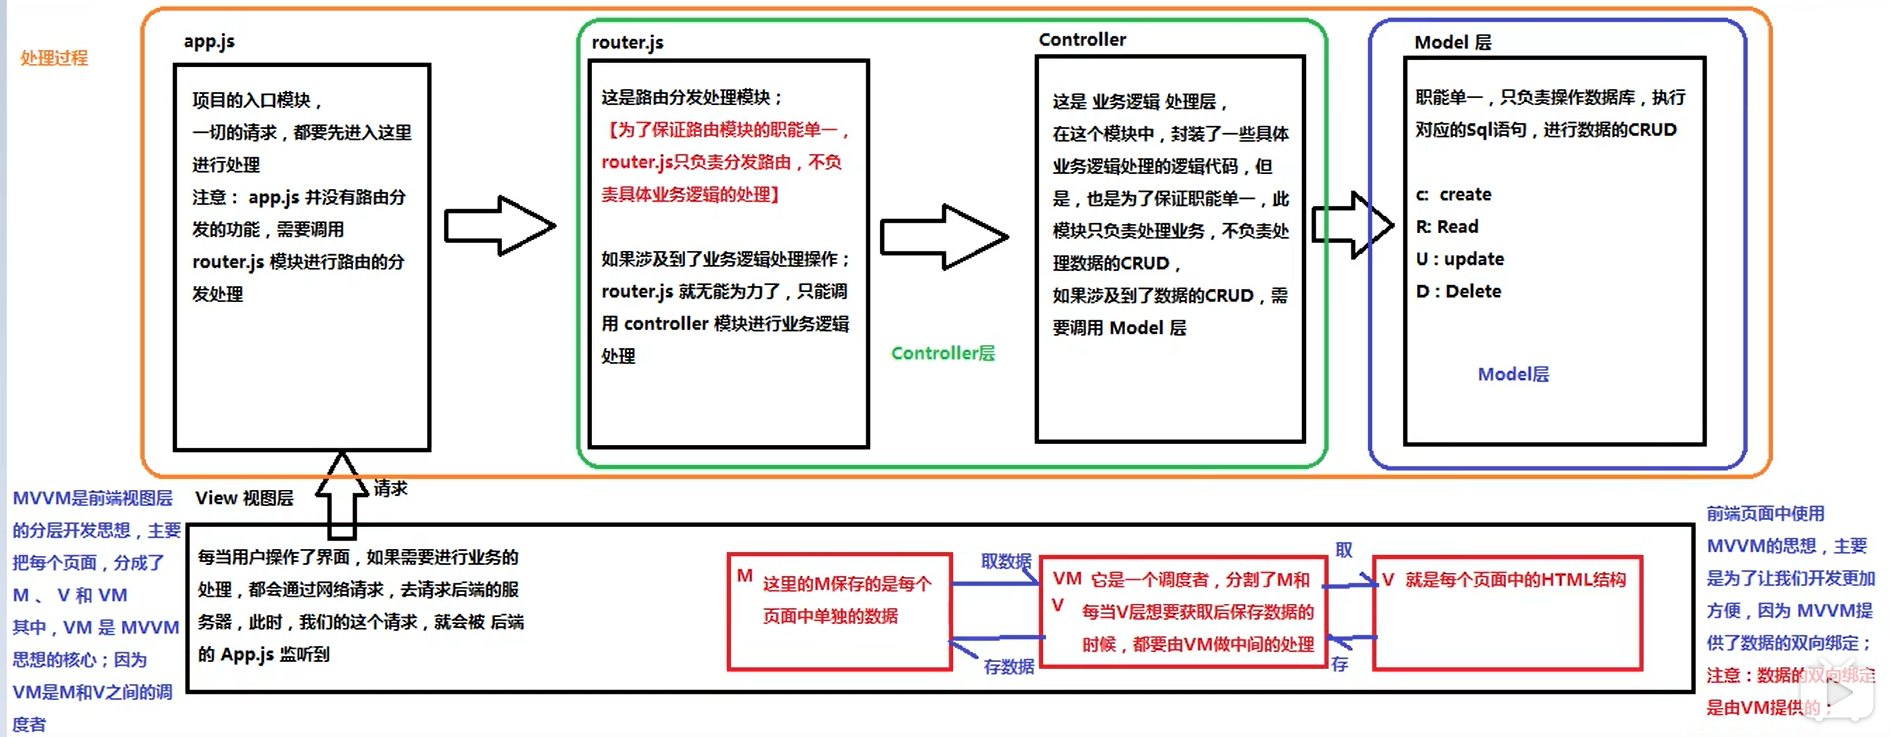 处理过程
app.js
项目的入口模块，
一切的请求，都要先进入这里
进行处理
注意： app.js 并没有路由分
发的功能，需要调用
router.js 模块进行路由的分
发处理
router.js
这是路由分发处理模块；
【为了保证路由模块的职能单一，
router.js只负责分发路由，不负
责具体业务逻辑的处理】
如果涉及到了业务逻辑处理操作；
router.js 就无能为力了，只能调
用 controller 模块进行业务逻辑
处理
Controller层
Controller
这是 业务逻辑 处理层，
在这个模块中，封装了一些具体
业务逻辑处理的逻辑代码，但
是，也是为了保证职能单一，此
模块只负责处理业务，不负责处
理数据的CRUD，
如果涉及到了数据的CRUD，需
要调用 Model 层
Model 层
职能单一，只负责操作数据库，执行
对应的Sql语句，进行数据的CRUD
c: create
R: Read
U : update
D : Delete
Model层
请求
MVVM是前端视图层
的分层开发思想，主要
把每个页面，分成了
M 、 V 和 VM
其中，VM 是 MVVM
思想的核心；因为
VM是M和V之间的调
度者
View 视图层
每当用户操作了界面，如果需要进行业务的
处理，都会通过网络请求，去请求后端的服
务器，此时，我们的这个请求，就会被 后端
的 App.js 监听到
M
这里的M保存的是每个
页面中单独的数据
取数据
存数据
VM 它是一个调度者，分割了M和
V
每当V层想要获取后保存数据的
时候，都要由VM做中间的处理
取
存
V 就是每个页面中的HTML结构
前端页面中使用
MVVM的思想，主要
是为了让我们开发更加
方便，因为 MVVM提
供了数据的双向绑定；
注意：数据的双向绑定
是由VM提供的；